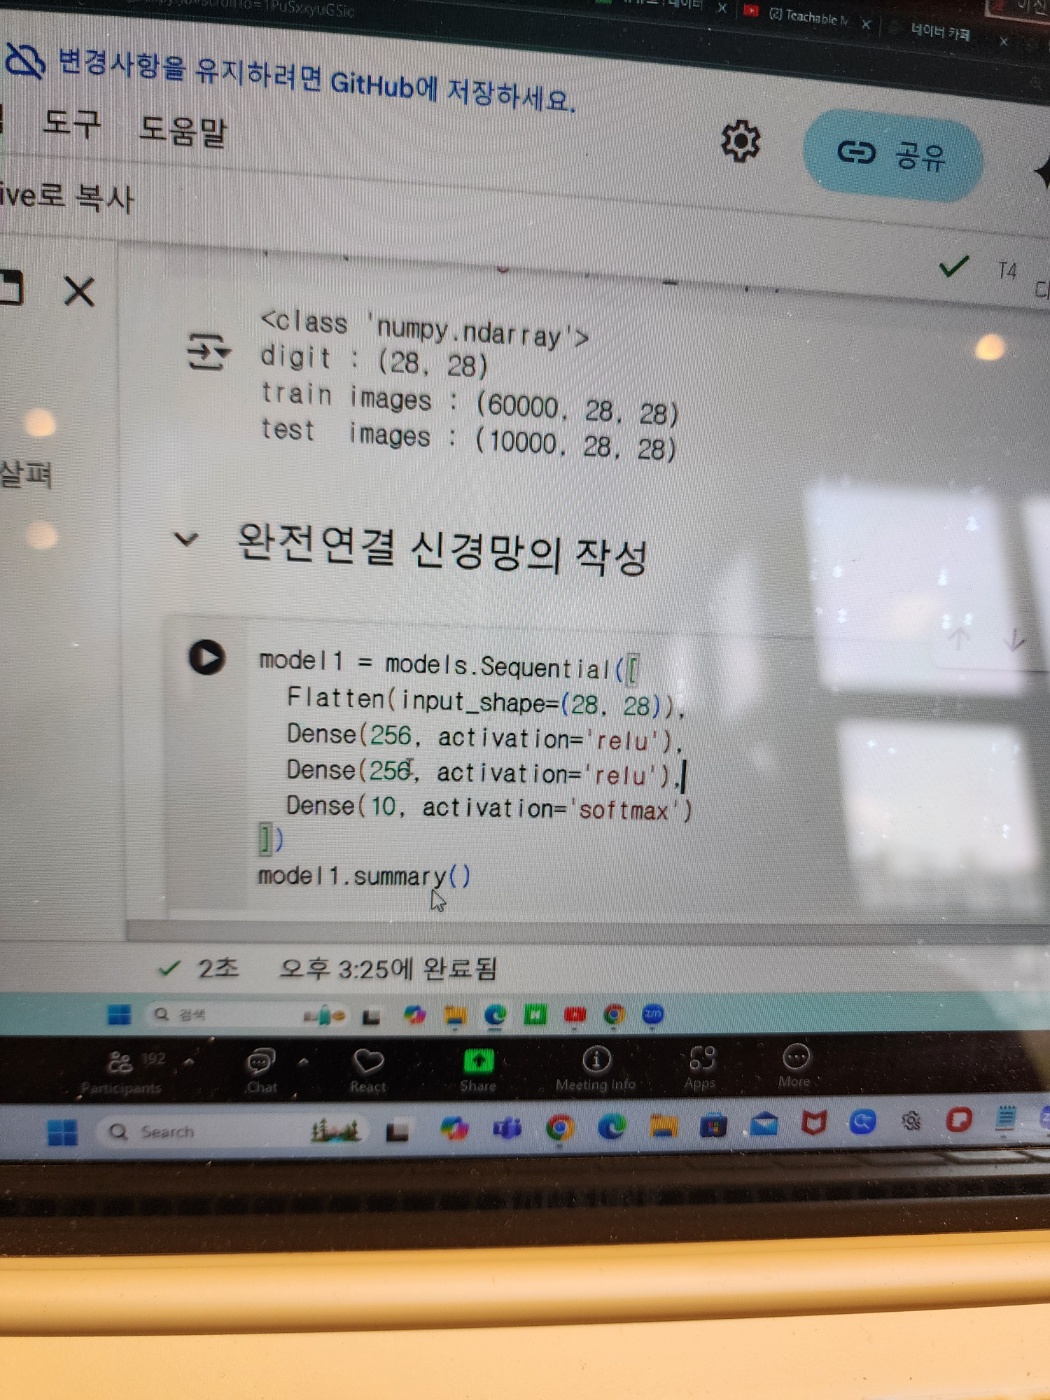 (2) Teachable M
네이버 카페
변경사항을 유지하려면 GitHub에 저장하세요.
도구 도움말
공유
ive로 복사
T4
<class 'numpy.ndarray'>
digit : (28, 28)
train images : (60000, 28, 28)
test images : (10000, 28, 28)
살펴
완전연결 신경망의 작성
model1 = models.Sequential([
Flatten(input_shape=(28, 28)),
Dense(256, activation='relu'),
Dense(256, activation='relu'),
Dense(10, activation='softmax')
])
model1.summary()
2초 오후 3:25에 완료됨
검색
zm
192
Participants Chat React Share Meeting Info Apps More
Search